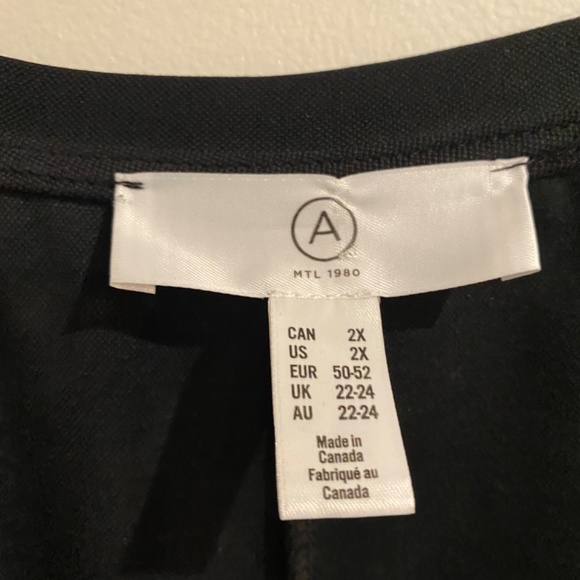 A
MTL 1980
CAN 2X
US 2X
EUR 50-52
UK 22-24
AU 22-24
Made in
Canada
Fabriqué au
Canada